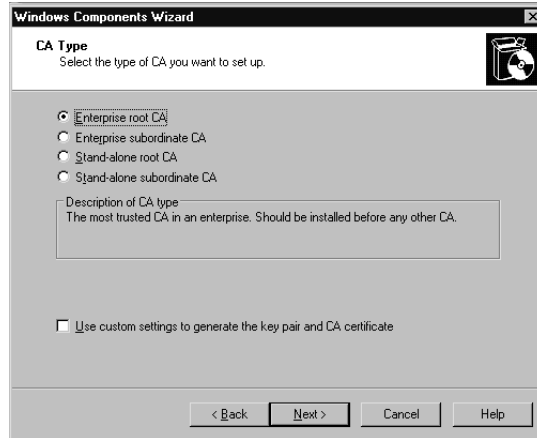 Windows Components Wizard
CA Type
Select the type of CA you want to set up.
Enterprise root CA
Enterprise subordinate CA
Stand-alone root CA
Stand-alone subordinate CA
Description of CA type
The most trusted CA in an enterprise. Should be installed before any other CA.
Use custom settings to generate the key pair and CA certificate
< Back Next > Cancel Help